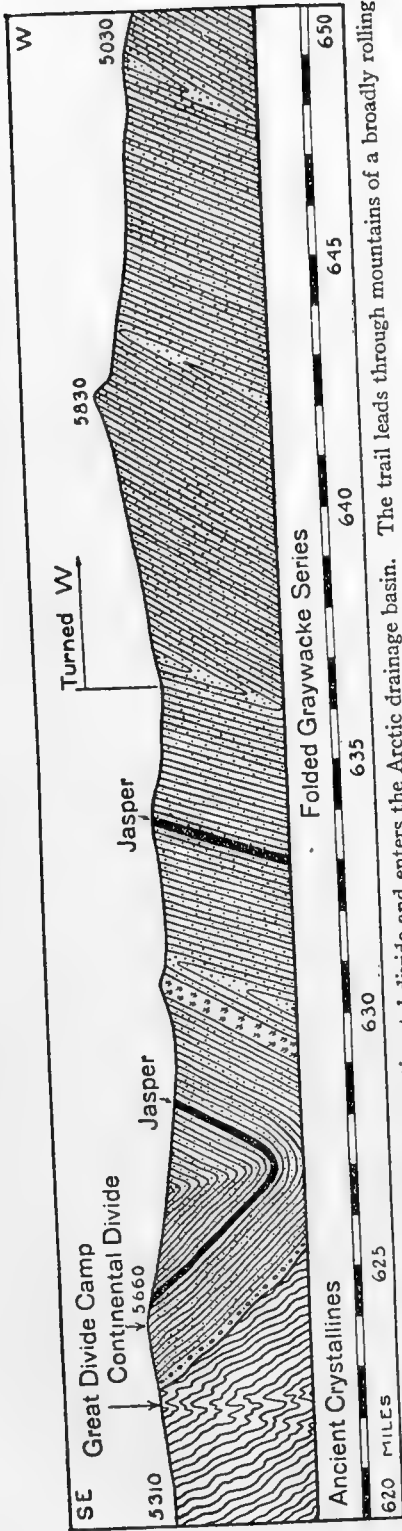 SE
W
Great Divide Camp
Continental Divide
5310
5660
Jasper
Jasper
Turned W
5830
5030
Ancient Crystallines
Folded Graywacke Series
620 MILES
625
630
635
640
645
650
divide and enters the Arctic drainage basin. The trail leads through mountains of a broadly rolling